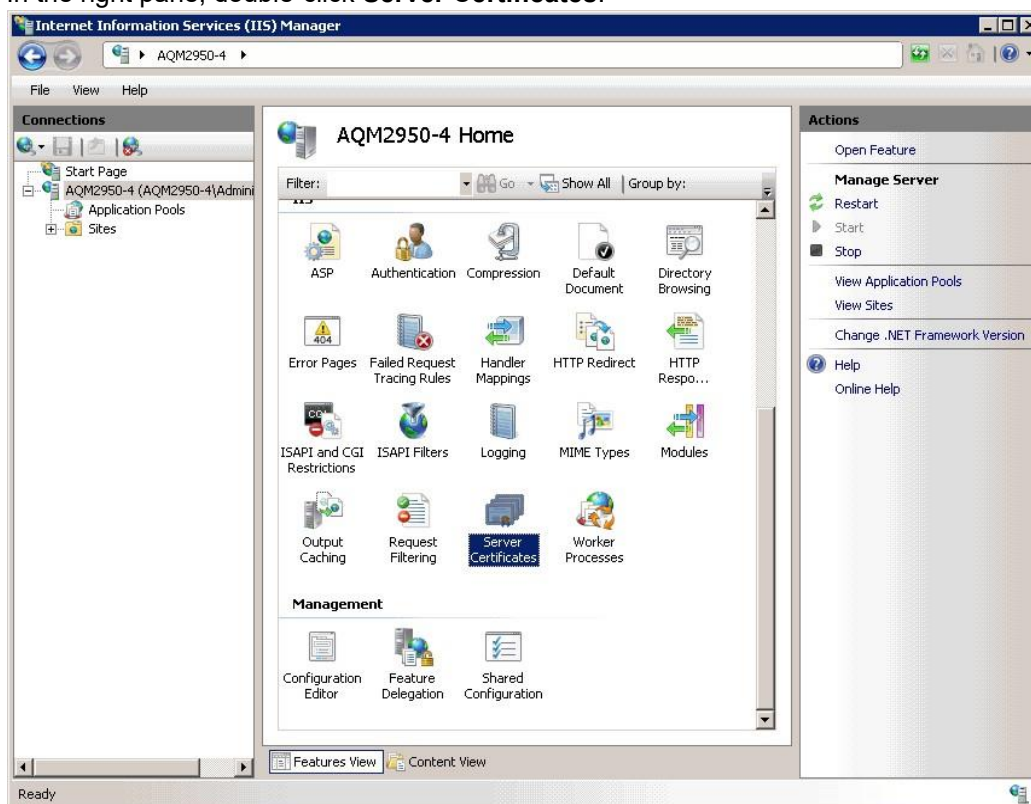 In the right pane, double-click Server Certificates.
Internet Information Services (IIS) Manager
AQM2950-4
File View Help
Connections
Start Page
AQM2950-4 (AQM2950-4\Admini
Application Pools
Sites
AQM2950-4 Home
Filter: Go Show All Group by:
IIS
ASP
Authentication
Compression
Default
Document
Directory
Browsing
404
Error Pages
Failed Request
Tracing Rules
Handler
Mappings
HTTP Redirect
HTTP
Respo...
ISAPI and CGI
Restrictions
ISAPI Filters
Logging
MIME Types
Modules
Output
Caching
Request
Filtering
Server
Certificates
Worker
Processes
Management
Configuration
Editor
Feature
Delegation
Shared
Configuration
Features View Content View
Actions
Open Feature
Manage Server
Restart
Start
Stop
View Application Pools
View Sites
Change .NET Framework Version
Help
Online Help
Ready